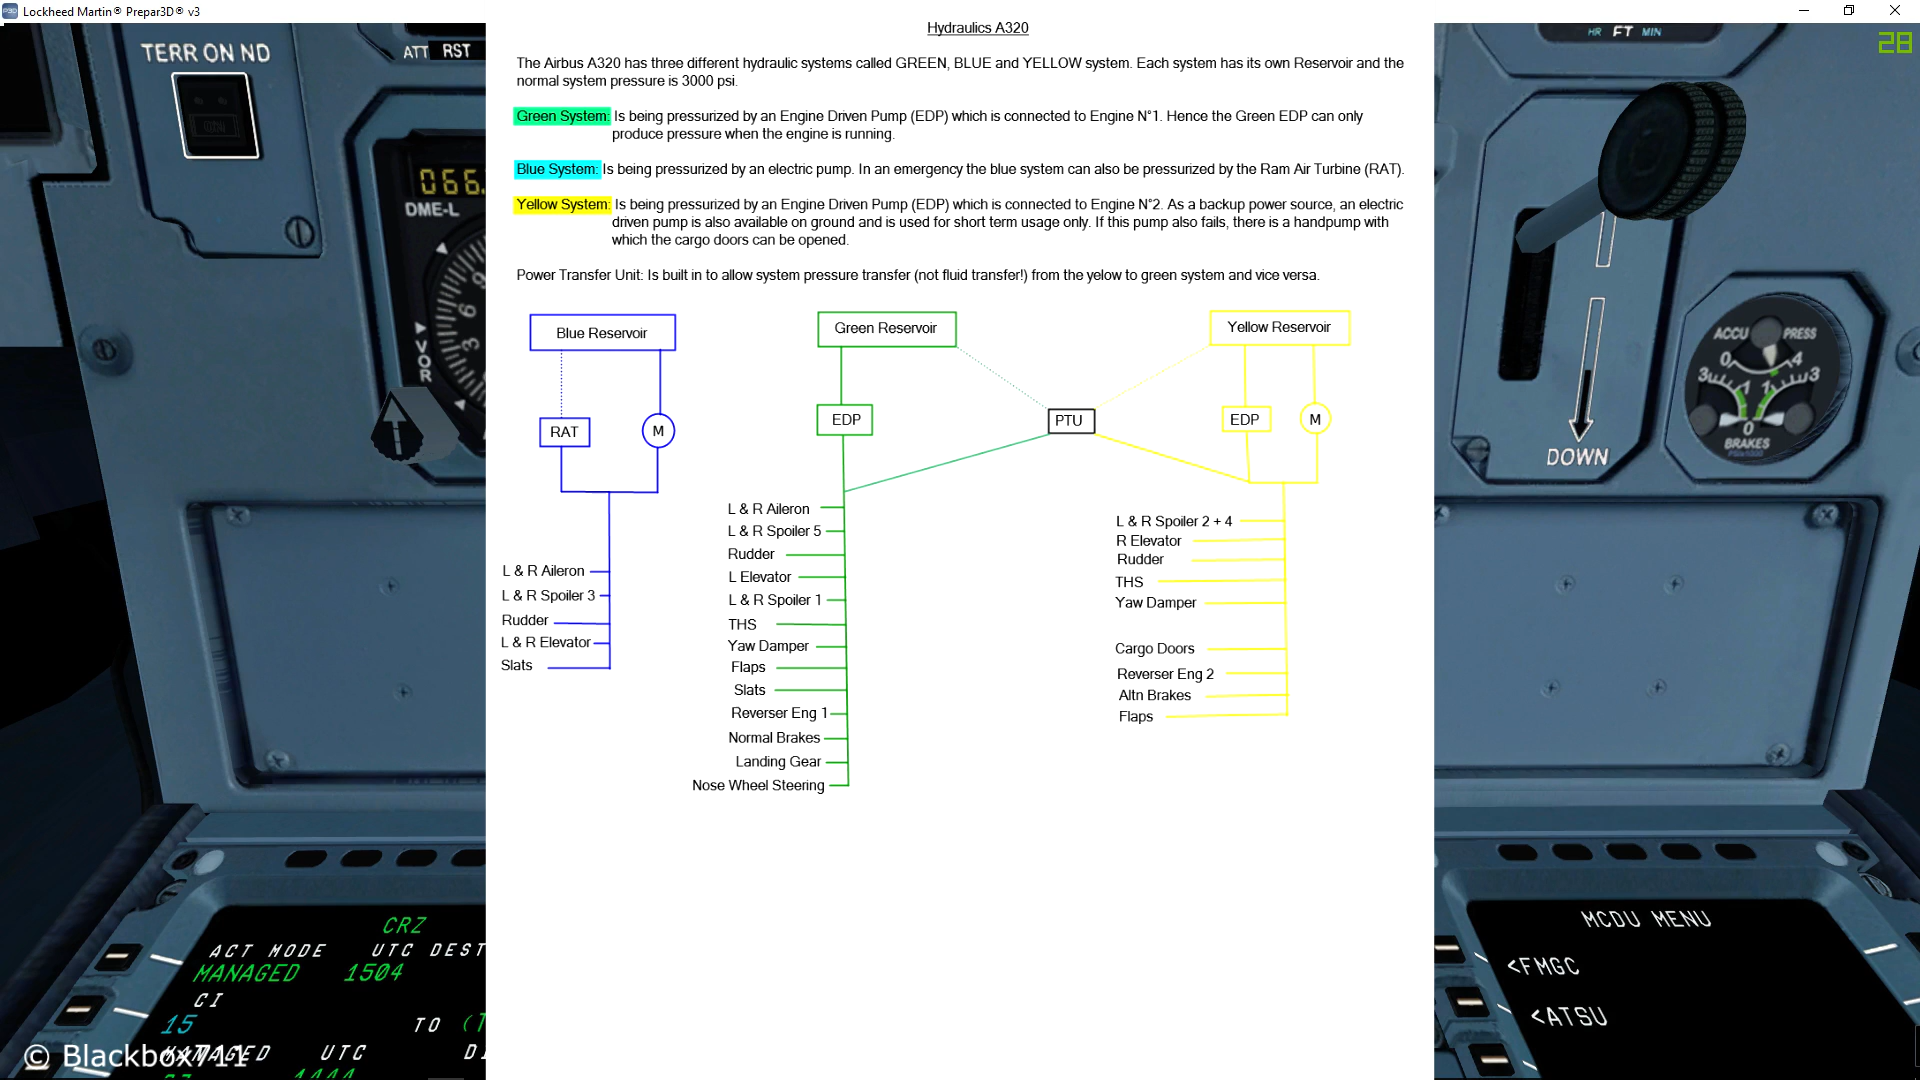 Lockheed Martin® Prepar3D® v3
28
TERR ON ND
ATT RST
066.
DME-L
VOR
Hydraulics A320
The Airbus A320 has three different hydraulic systems called GREEN, BLUE and YELLOW system. Each system has its own Reservoir and the
normal system pressure is 3000 psi.
Green System: Is being pressurized by an Engine Driven Pump (EDP) which is connected to Engine N°1. Hence the Green EDP can only
produce pressure when the engine is running.
Blue System: Is being pressurized by an electric pump. In an emergency the blue system can also be pressurized by the Ram Air Turbine (RAT).
Yellow System: Is being pressurized by an Engine Driven Pump (EDP) which is connected to Engine N°2. As a backup power source, an electric
driven pump is also available on ground and is used for short term usage only. If this pump also fails, there is a handpump with
which the cargo doors can be opened.
Power Transfer Unit: Is built in to allow system pressure transfer (not fluid transfer!) from the yelow to green system and vice versa.
Blue Reservoir
RAT
M
L & R Aileron
L & R Spoiler 3
Rudder
L & R Elevator
Slats
Green Reservoir
EDP
L & R Aileron
L & R Spoiler 5
Rudder
L Elevator
L & R Spoiler 1
THS
Yaw Damper
Flaps
Slats
Reverser Eng 1
Normal Brakes
Landing Gear
Nose Wheel Steering
PTU
Yellow Reservoir
EDP
M
L & R Spoiler 2 + 4
R Elevator
Rudder
THS
Yaw Damper
Cargo Doors
Reverser Eng 2
Altn Brakes
Flaps
HR FT MIN
DOWN
ACCU PRESS
0 4
3 1 1 3
0
BRAKES
CRZ
ACT MODE UTC DEST
MANAGED 1504
CI
15
TO
MANAGED UTC
© Blackbox711
MCDU MENU
<FMGC
<ATSU